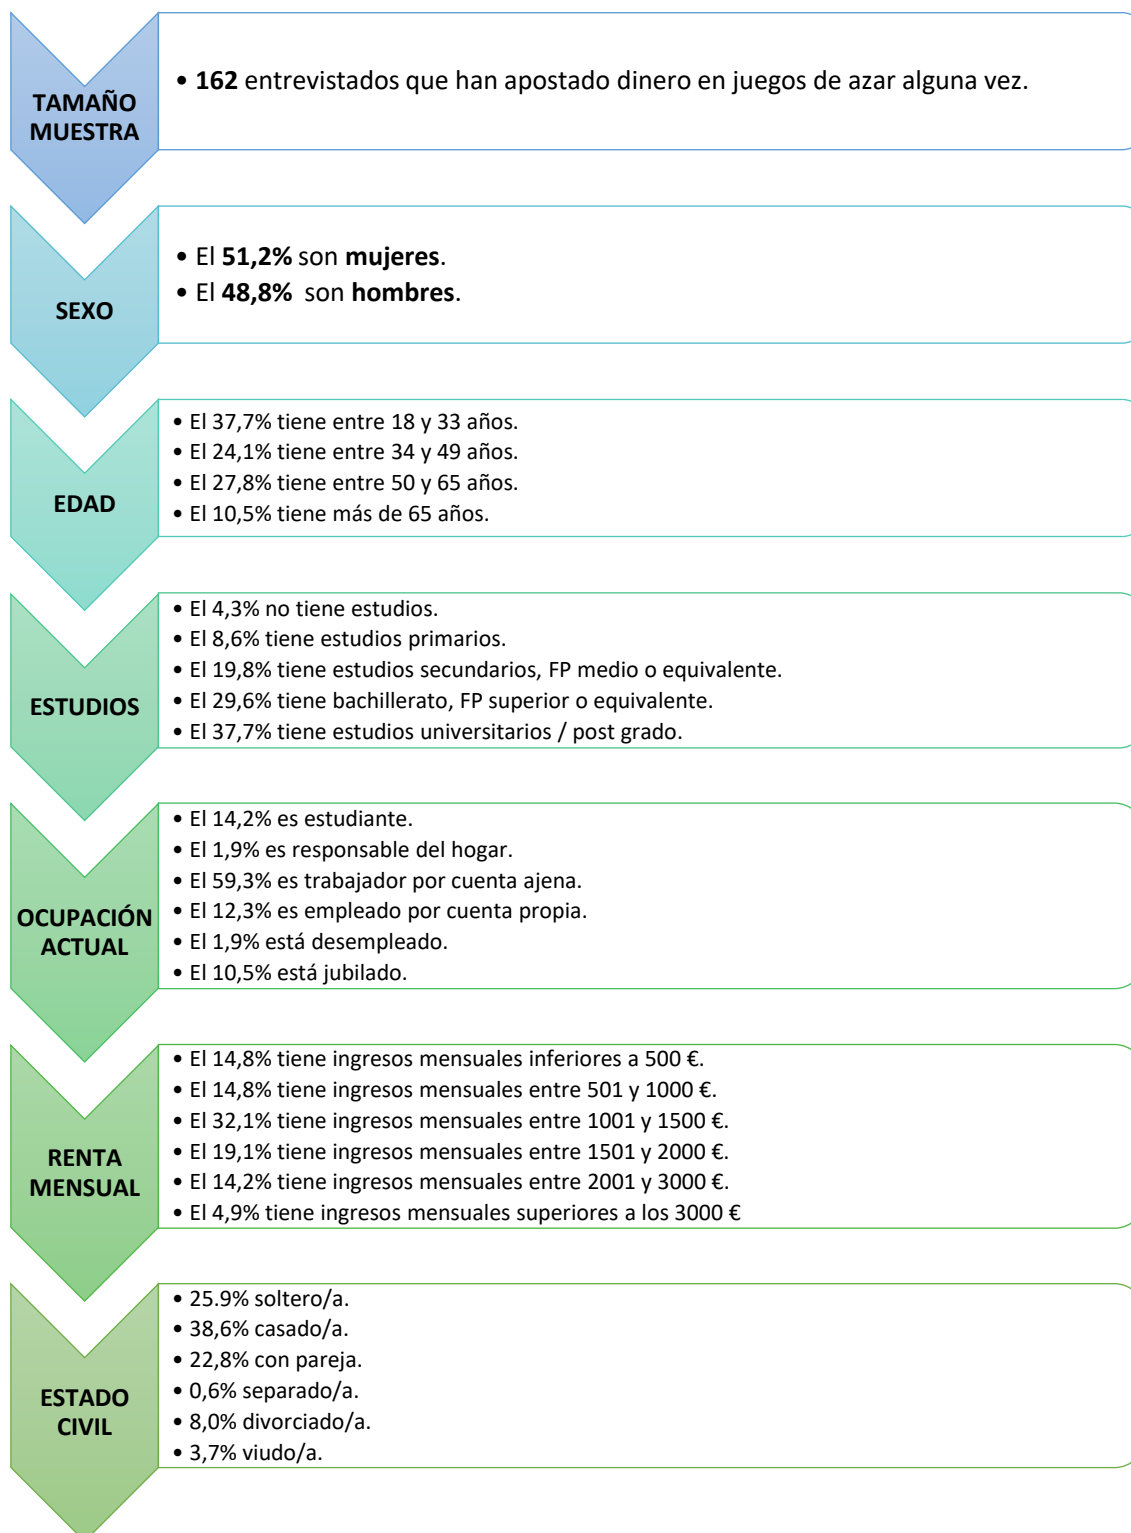 TAMAÑO
MUESTRA
• 162 entrevistados que han apostado dinero en juegos de azar alguna vez.
SEXO
• El 51,2% son mujeres.
• El 48,8% son hombres.
EDAD
• El 37,7% tiene entre 18 y 33 años.
• El 24,1% tiene entre 34 y 49 años.
• El 27,8% tiene entre 50 y 65 años.
• El 10,5% tiene más de 65 años.
ESTUDIOS
• El 4,3% no tiene estudios.
• El 8,6% tiene estudios primarios.
• El 19,8% tiene estudios secundarios, FP medio o equivalente.
• El 29,6% tiene bachillerato, FP superior o equivalente.
• El 37,7% tiene estudios universitarios / post grado.
OCUPACIÓN
ACTUAL
• El 14,2% es estudiante.
• El 1,9% es responsable del hogar.
• El 59,3% es trabajador por cuenta ajena.
• El 12,3% es empleado por cuenta propia.
• El 1,9% está desempleado.
• El 10,5% está jubilado.
RENTA
MENSUAL
• El 14,8% tiene ingresos mensuales inferiores a 500 €.
• El 14,8% tiene ingresos mensuales entre 501 y 1000 €.
• El 32,1% tiene ingresos mensuales entre 1001 y 1500 €.
• El 19,1% tiene ingresos mensuales entre 1501 y 2000 €.
• El 14,2% tiene ingresos mensuales entre 2001 y 3000 €.
• El 4,9% tiene ingresos mensuales superiores a los 3000 €
ESTADO
CIVIL
• 25.9% soltero/a.
• 38,6% casado/a.
• 22,8% con pareja.
• 0,6% separado/a.
• 8,0% divorciado/a.
• 3,7% viudo/a.